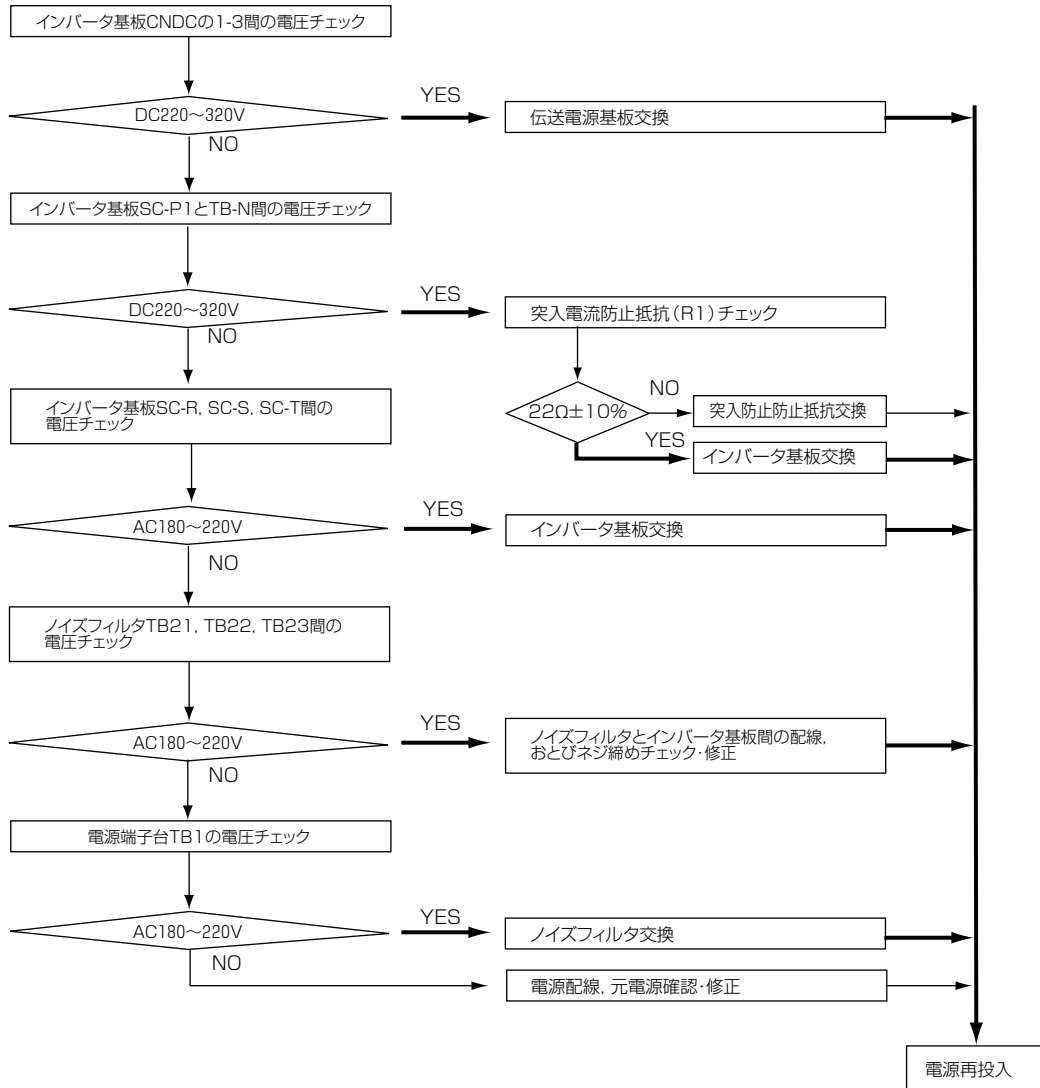 インバータ基板CNDCの1-3間の電圧チェック
DC220～320V
YES
伝送電源基板交換
NO
インバータ基板SC-P1とTB-N間の電圧チェック
DC220～320V
YES
突入電流防止抵抗（R1）チェック
NO
22Ω±10%
NO
突入防止防止抵抗交換
YES
インバータ基板交換
インバータ基板SC-R, SC-S, SC-T間の
電圧チェック
AC180～220V
YES
インバータ基板交換
NO
ノイズフィルタTB21, TB22, TB23間の
電圧チェック
AC180～220V
YES
ノイズフィルタとインバータ基板間の配線,
おとびネジ締めチェック･修正
NO
電源端子台TB1の電圧チェック
AC180～220V
YES
ノイズフィルタ交換
NO
電源配線, 元電源確認･修正
電源再投入